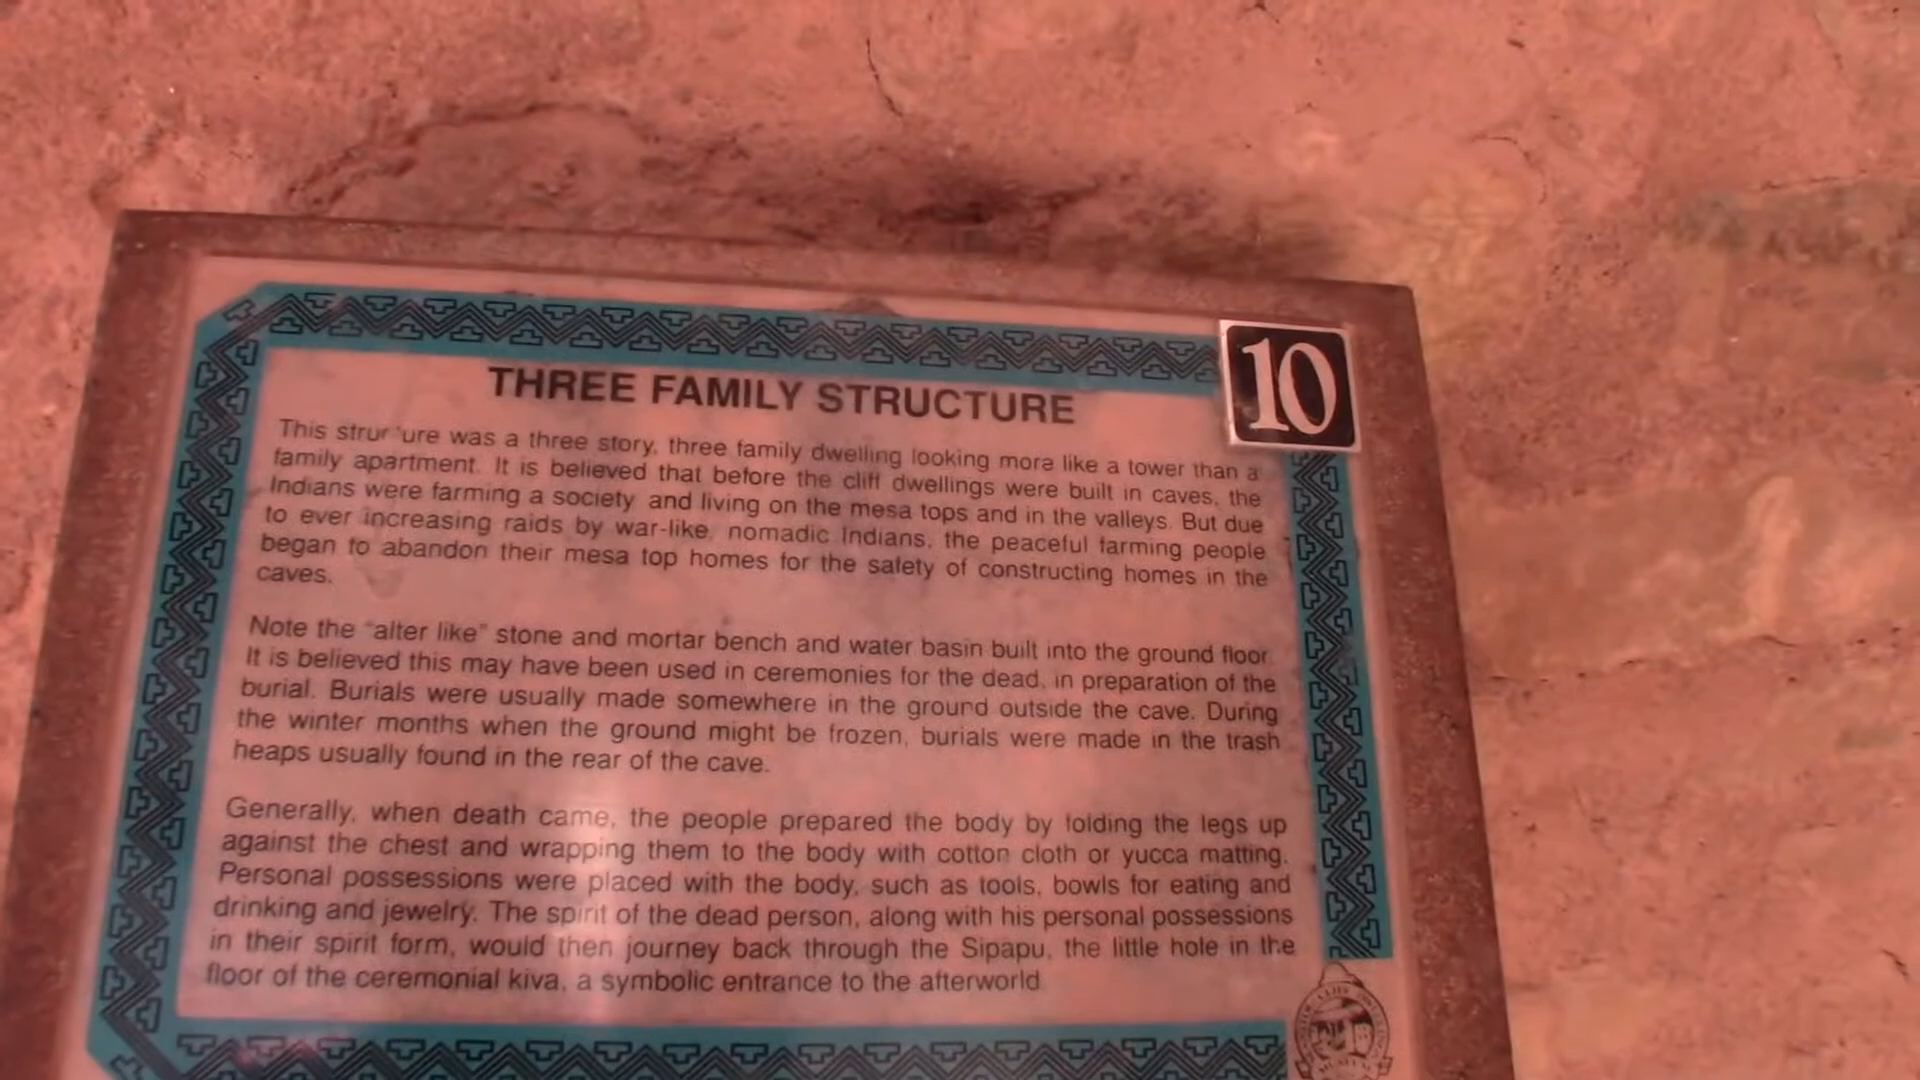 10
THREE FAMILY STRUCTURE
This structure was a three story, three family dwelling looking more like a tower than a
family apartment. It is believed that before the cliff dwellings were built in caves, the
Indians were farming a society and living on the mesa tops and in the valleys. But due
to ever increasing raids by war-like, nomadic Indians, the peaceful farming people
began to abandon their mesa top homes for the safety of constructing homes in the
caves.
Note the "alter like" stone and mortar bench and water basin built into the ground floor.
It is believed this may have been used in ceremonies for the dead, in preparation of the
burial. Burials were usually made somewhere in the ground outside the cave. During
the winter months when the ground might be frozen, burials were made in the trash
heaps usually found in the rear of the cave.
Generally, when death came, the people prepared the body by folding the legs up
against the chest and wrapping them to the body with cotton cloth or yucca matting.
Personal possessions were placed with the body, such as tools, bowls for eating and
drinking and jewelry. The spirit of the dead person, along with his personal possessions
in their spirit form, would then journey back through the Sipapu, the little hole in the
floor of the ceremonial kiva, a symbolic entrance to the afterworld